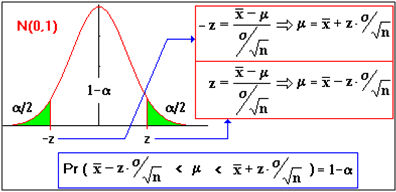 N(0,1)
-z = (x̄ - μ)/(σ/√n) ⇒ μ = x̄ + z·σ/√n
z = (x̄ - μ)/(σ/√n) ⇒ μ = x̄ - z·σ/√n
1-α
α/2 α/2
-z z
Pr ( x̄ - z·σ/√n < μ < x̄ + z·σ/√n ) = 1-α